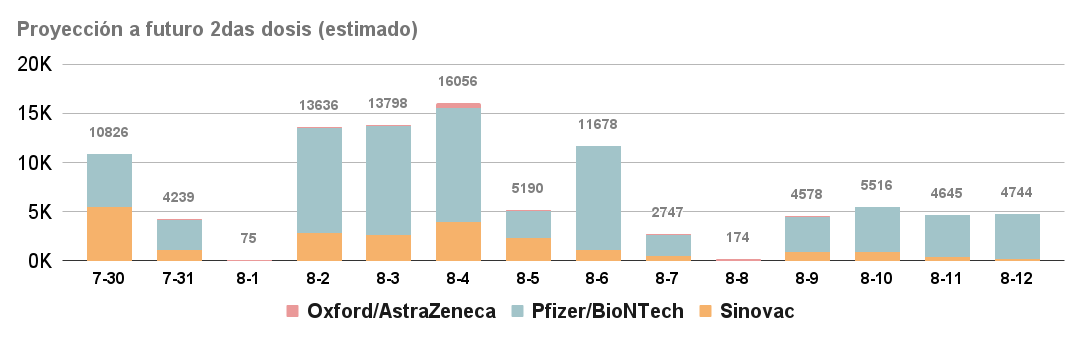 Proyección a futuro 2das dosis (estimado)
20K
15K
10K
5K
0K
10826
4239
75
13636
13798
16056
5190
11678
2747
174
4578
5516
4645
4744
7-30 7-31 8-1 8-2 8-3 8-4 8-5 8-6 8-7 8-8 8-9 8-10 8-11 8-12
Oxford/AstraZeneca Pfizer/BioNTech Sinovac